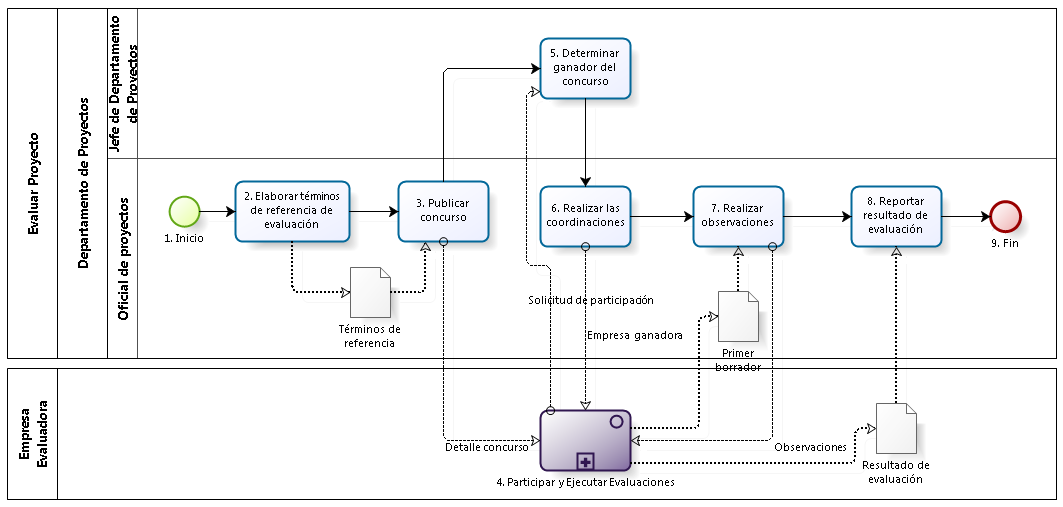 Evaluar Proyecto
Departamento de Proyectos
Jefe de Departamento
de Proyectos
Oficial de proyectos
5. Determinar
ganador del
concurso
1. Inicio
2. Elaborar términos
de referencia de
evaluación
3. Publicar
concurso
6. Realizar las
coordinaciones
7. Realizar
observaciones
8. Reportar
resultado de
evaluación
9. Fin
Términos de
referencia
Solicitud de participación
Empresa ganadora
Primer
borrador
Empresa
Evaluadora
Detalle concurso
Observaciones
4. Participar y Ejecutar Evaluaciones
Resultado de
evaluación